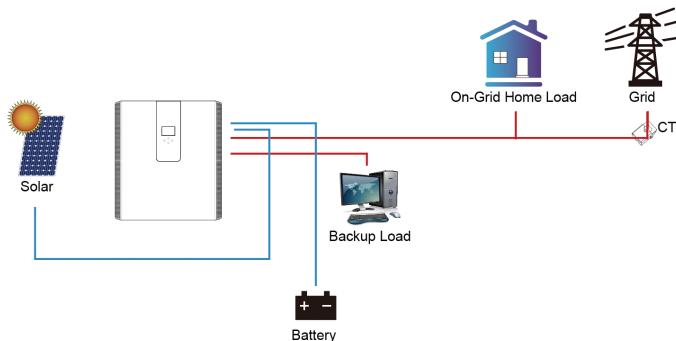 On-Grid Home Load
Grid
CT
Solar
Backup Load
+ −
Battery